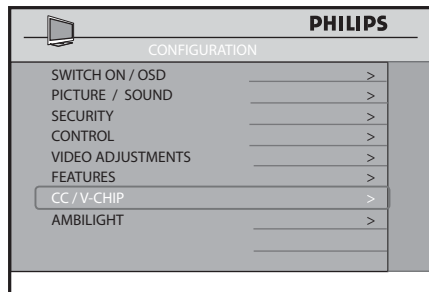 PHILIPS
CONFIGURATION
SWITCH ON / OSD >
PICTURE / SOUND >
SECURITY >
CONTROL >
VIDEO ADJUSTMENTS >
FEATURES >
CC / V-CHIP >
AMBILIGHT >